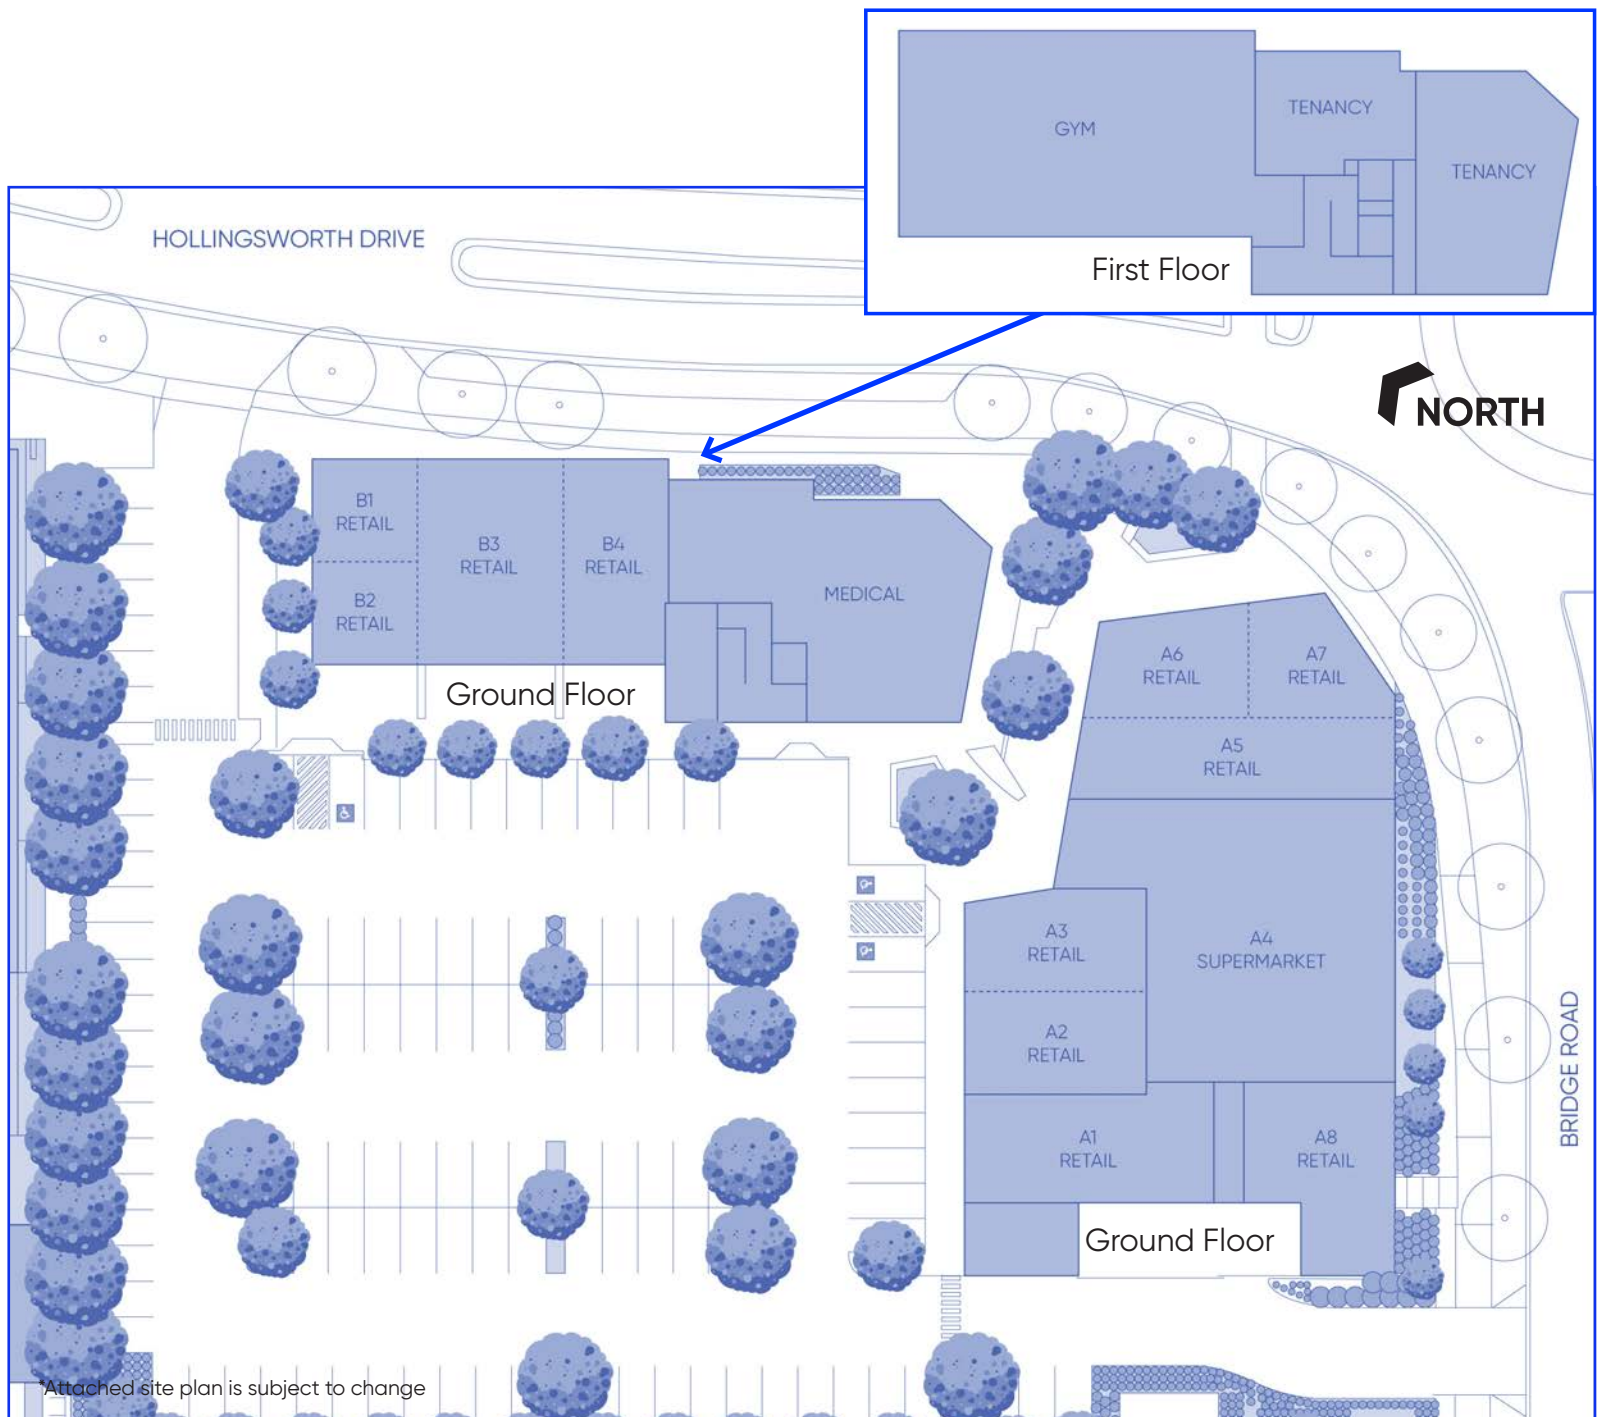 GYM
TENANCY
TENANCY
First Floor
HOLLINGSWORTH DRIVE
NORTH
B1
RETAIL
B2
RETAIL
B3
RETAIL
B4
RETAIL
MEDICAL
Ground Floor
A6
RETAIL
A7
RETAIL
A5
RETAIL
A3
RETAIL
A4
SUPERMARKET
A2
RETAIL
A1
RETAIL
A8
RETAIL
Ground Floor
BRIDGE ROAD
*Attached site plan is subject to change